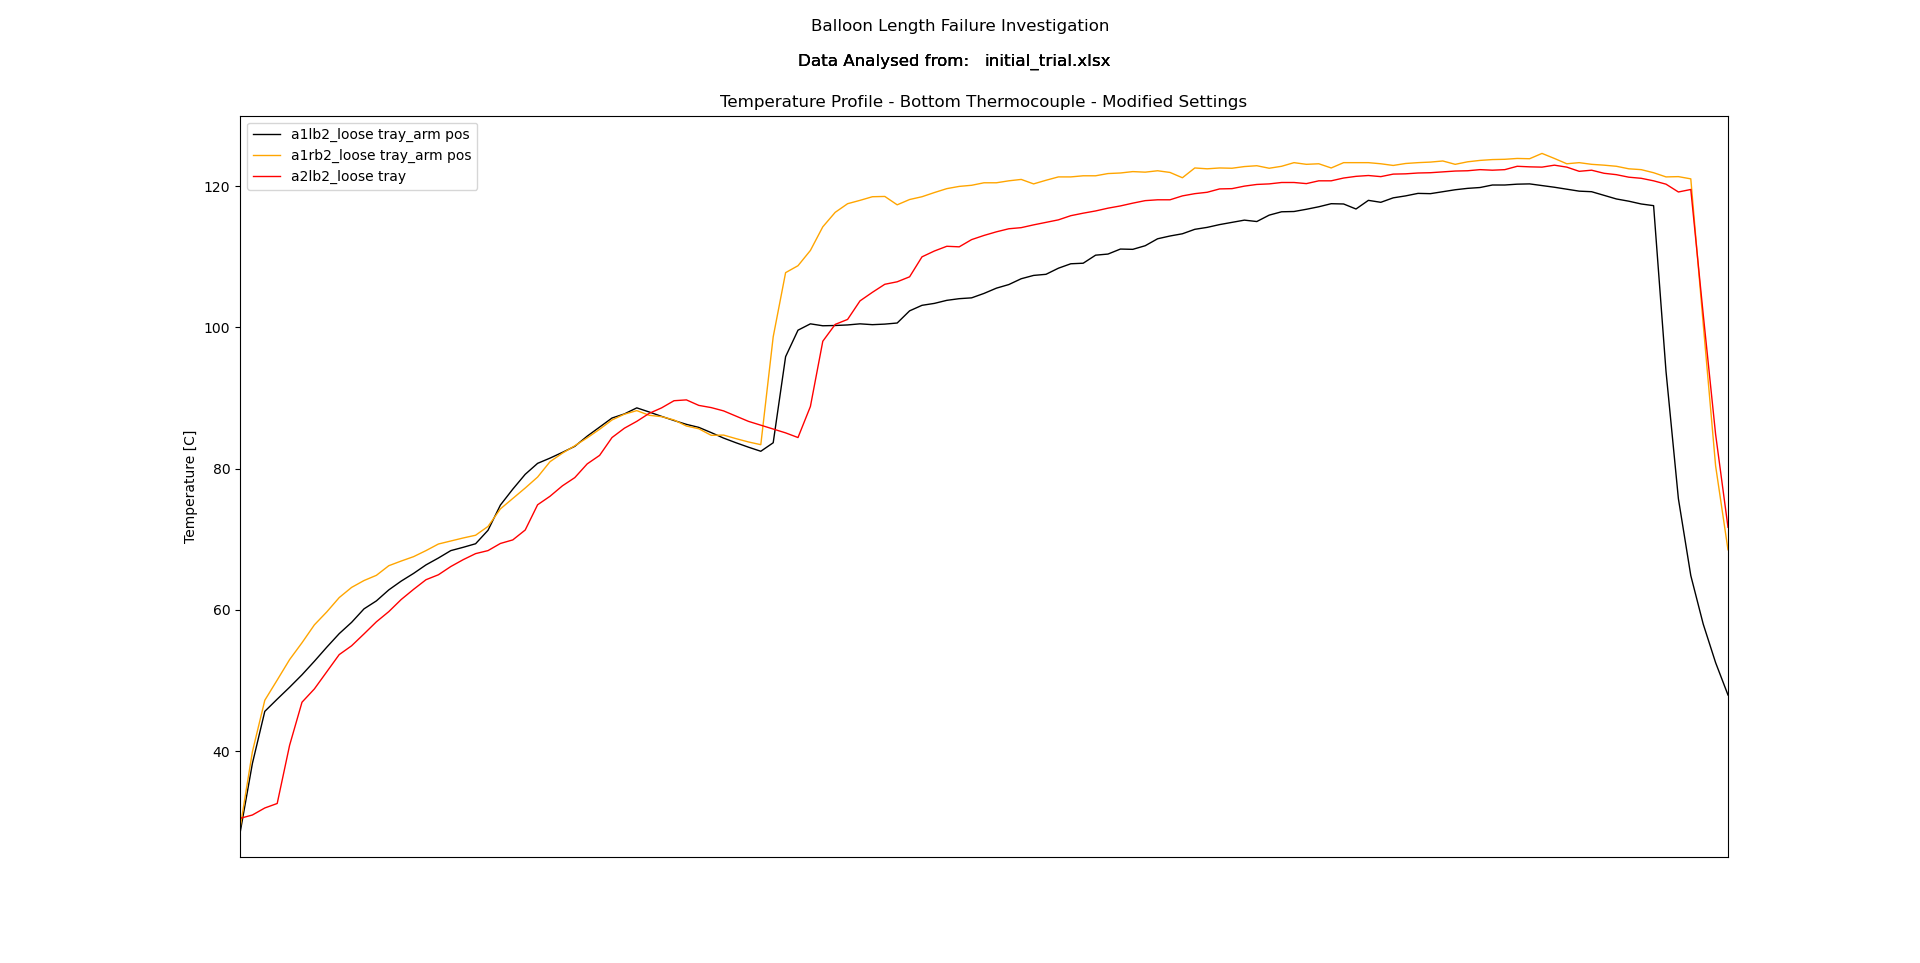 Balloon Length Failure Investigation
Data Analysed from:   initial_trial.xlsx
Temperature Profile - Bottom Thermocouple - Modified Settings
a1lb2_loose tray_arm pos
a1rb2_loose tray_arm pos
a2lb2_loose tray
120
100
80
60
40
Temperature [C]